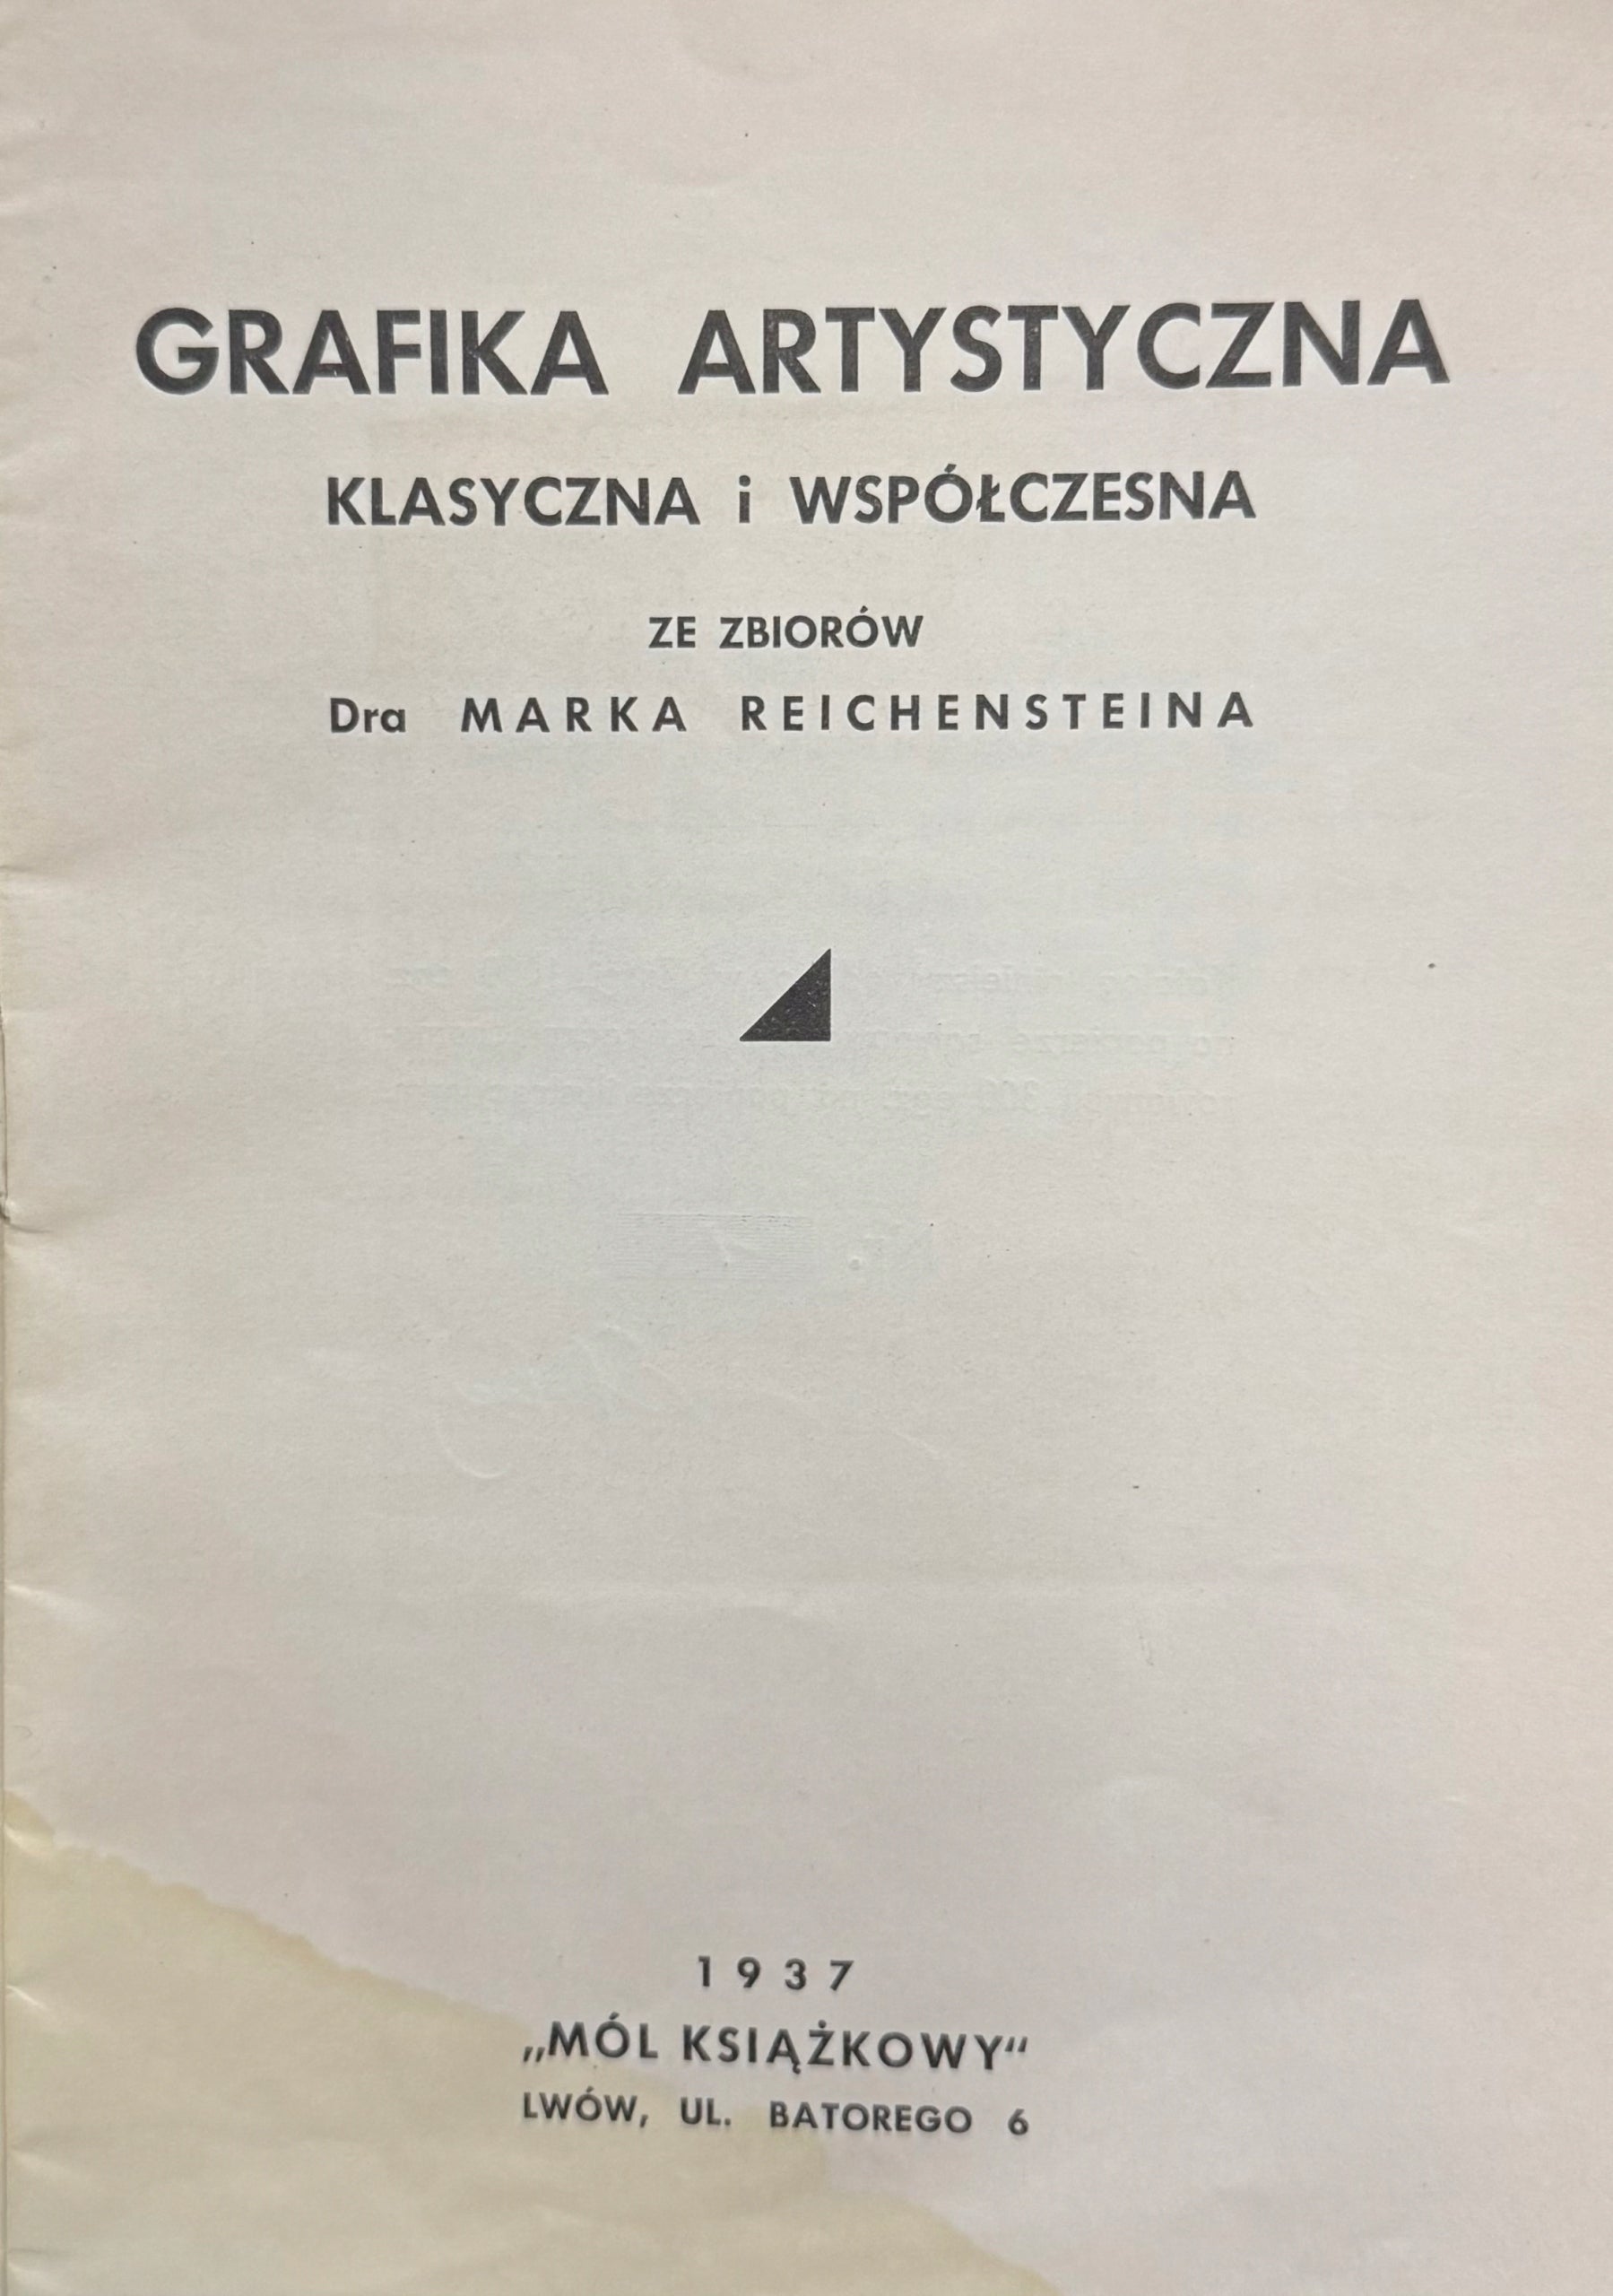 GRAFIKA ARTYSTYCZNA
KLASYCZNA i WSPÓŁCZESNA
ZE ZBIORÓW
Dra MARKA REICHENSTEINA
1937
„MÓL KSIĄŻKOWY“
LWÓW, UL. BATOREGO 6